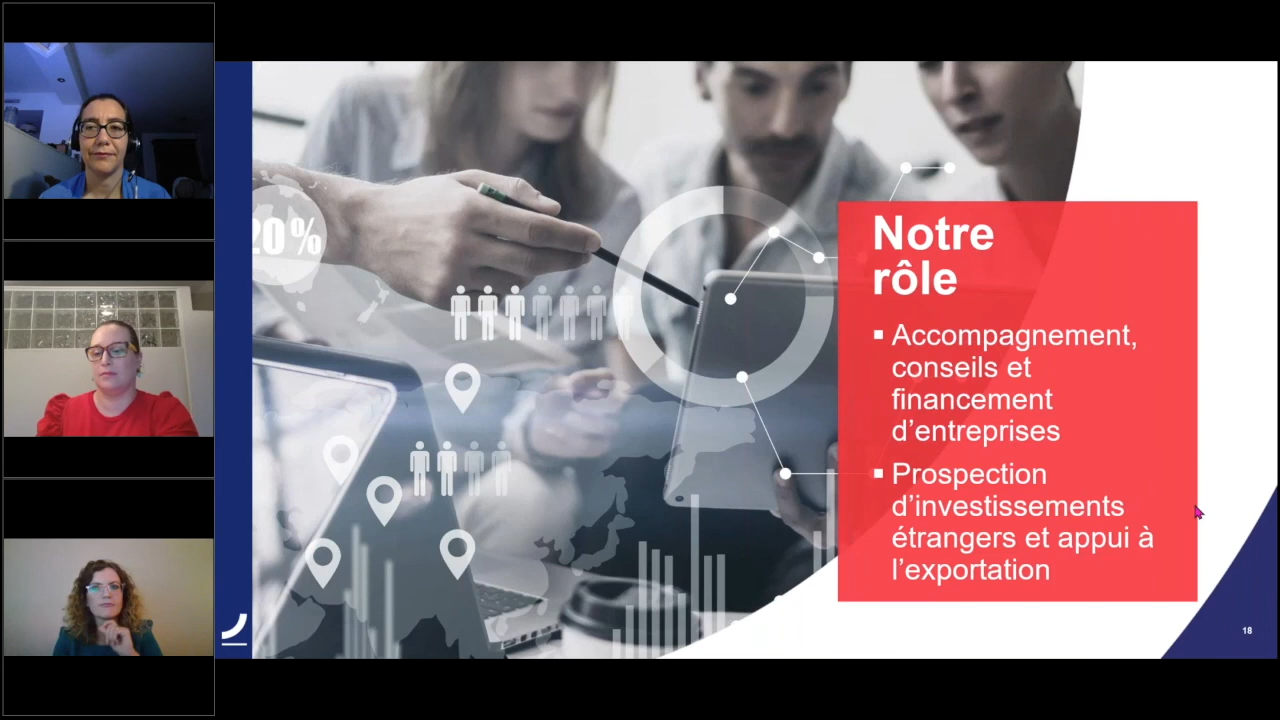 20%
Notre
rôle
▪ Accompagnement,
conseils et
financement
d’entreprises
▪ Prospection
d’investissements
étrangers et appui à
l’exportation
18